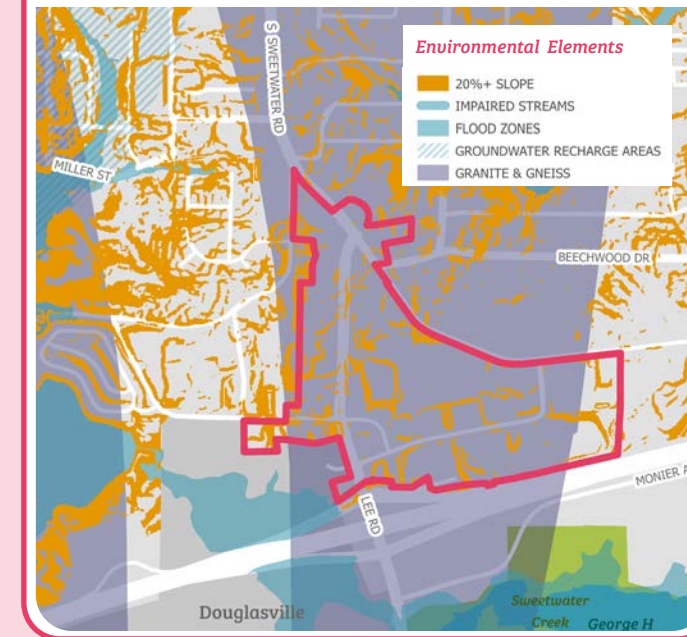 S SWEETWATER RD
Environmental Elements
20%+ SLOPE
IMPAIRED STREAMS
FLOOD ZONES
GROUNDWATER RECHARGE AREAS
GRANITE & GNEISS
MILLER ST
BEECHWOOD DR
MONIER A
LEE RD
Douglasville
Sweetwater
Creek George H